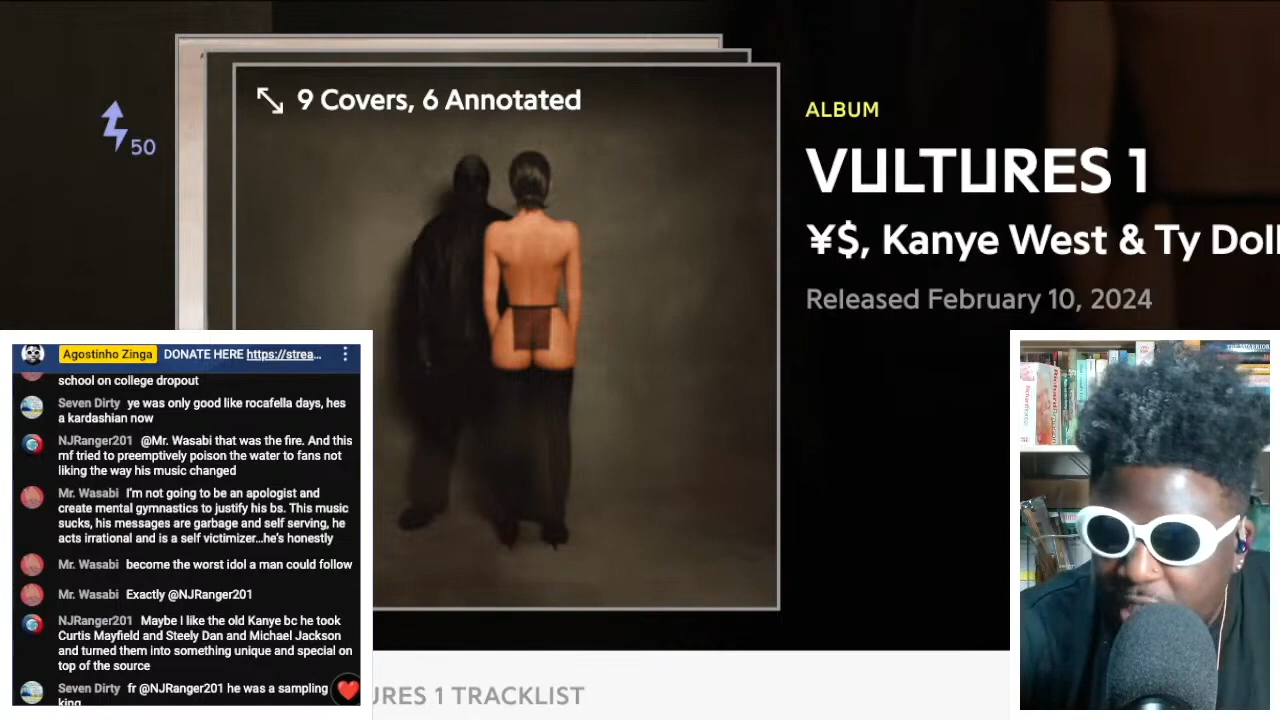 9 Covers, 6 Annotated
50
ALBUM
VULTURES 1
¥$, Kanye West & Ty Doll
Released February 10, 2024
Agostinho Zinga DONATE HERE https://strea...
school on college dropout
Seven Dirty ye was only good like rocafella days, hes
a kardashian now
NJRanger201 @Mr. Wasabi that was the fire. And this
mf tried to preemptively poison the water to fans not
liking the way his music changed
Mr. Wasabi I'm not going to be an apologist and
create mental gymnastics to justify his bs. This music
sucks, his messages are garbage and self serving, he
acts irrational and is a self victimizer...he's honestly
Mr. Wasabi become the worst idol a man could follow
Mr. Wasabi Exactly @NJRanger201
NJRanger201 Maybe I like the old Kanye bc he took
Curtis Mayfield and Steely Dan and Michael Jackson
and turned them into something unique and special on
top of the source
Seven Dirty fr @NJRanger201 he was a sampling
king
URES 1 TRACKLIST